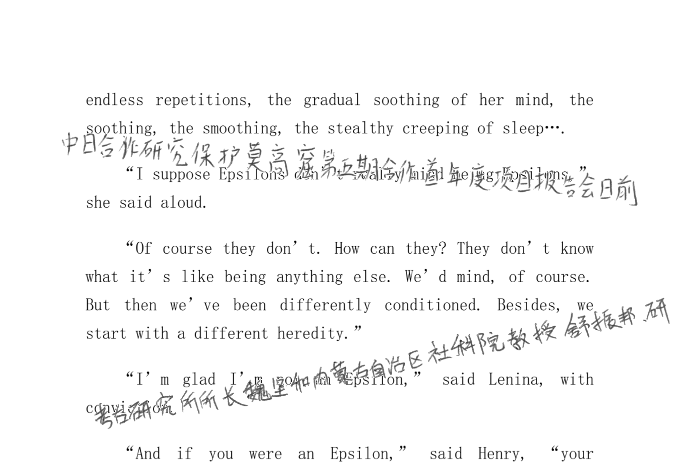 endless repetitions, the gradual soothing of her mind, the
soothing, the smoothing, the stealthy creeping of sleep….
中日合作研究保护莫高窟第五期合作首年度项目报告会日前
“I suppose Epsilons don’t really mind being Epsilons,”
she said aloud.
“Of course they don’t. How can they? They don’t know
what it’s like being anything else. We’d mind, of course.
But then we’ve been differently conditioned. Besides, we
start with a different heredity.”
考古研究所所长魏坚和内蒙古自治区社科院教授舒振邦.研
“I’m glad I’m not an Epsilon,” said Lenina, with
conviction.
“And if you were an Epsilon,” said Henry, “your